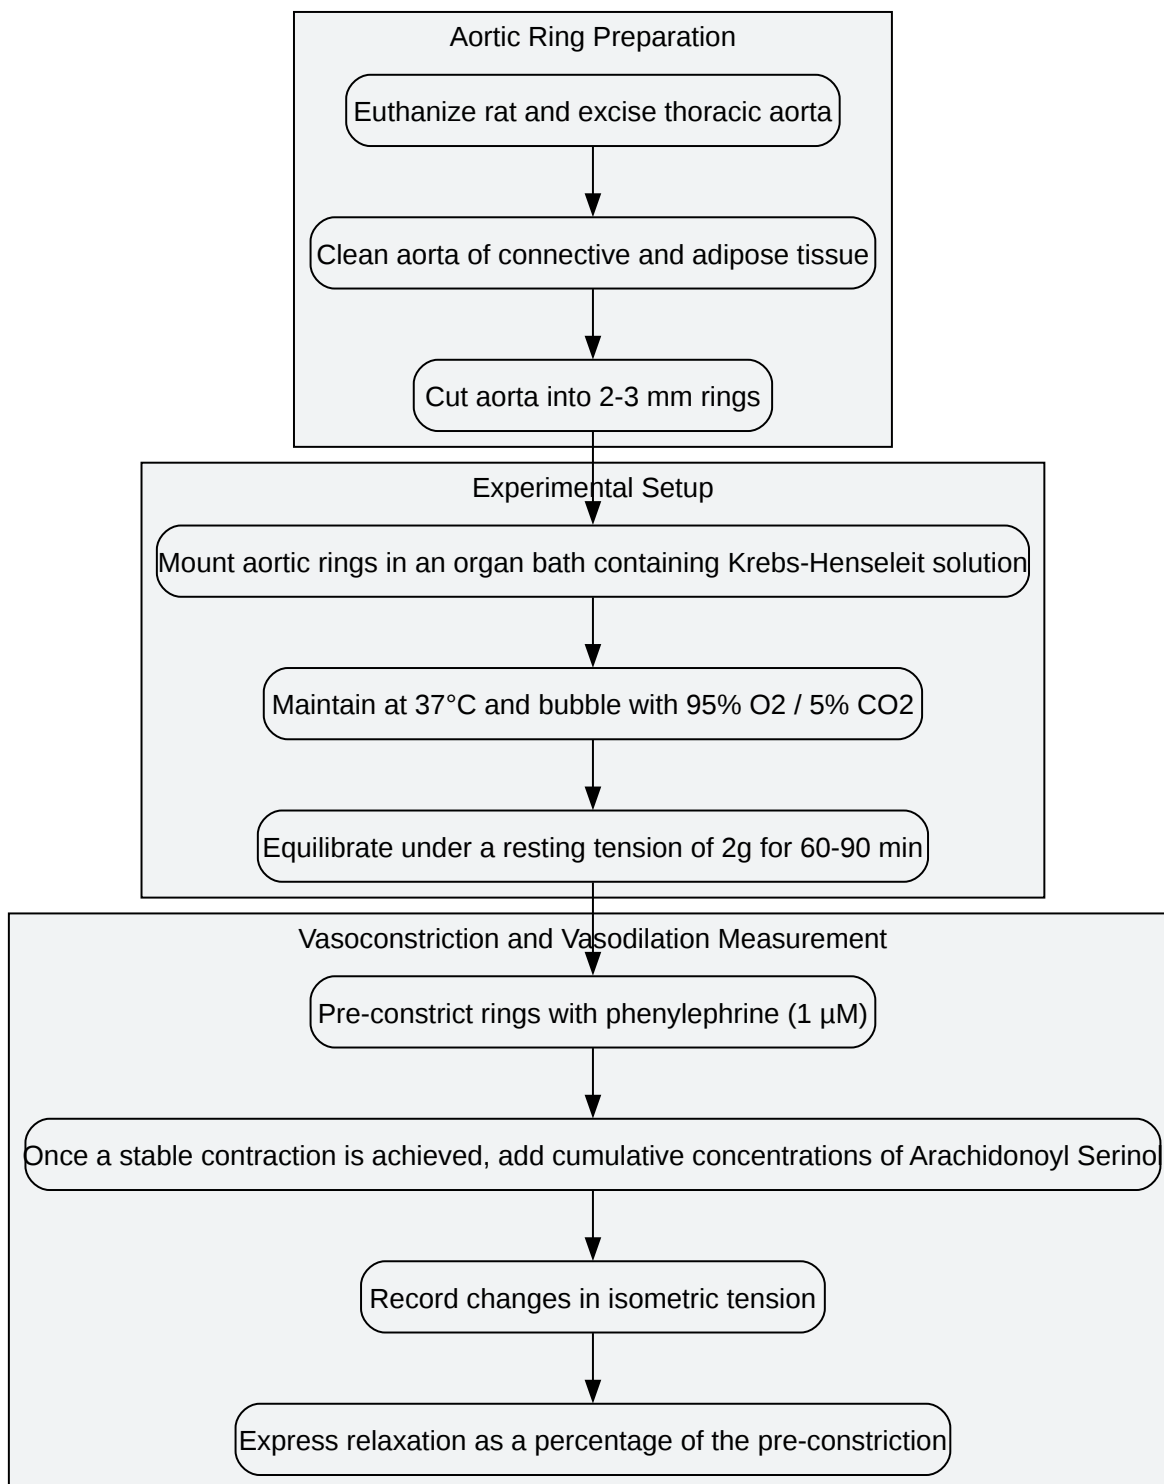 Aortic Ring Preparation
Euthanize rat and excise thoracic aorta
Clean aorta of connective and adipose tissue
Cut aorta into 2-3 mm rings
Experimental Setup
Mount aortic rings in an organ bath containing Krebs-Henseleit solution
Maintain at 37°C and bubble with 95% O2 / 5% CO2
Equilibrate under a resting tension of 2g for 60-90 min
Vasoconstriction and Vasodilation Measurement
Pre-constrict rings with phenylephrine (1 µM)
Once a stable contraction is achieved, add cumulative concentrations of Arachidonoyl Serinol
Record changes in isometric tension
Express relaxation as a percentage of the pre-constriction